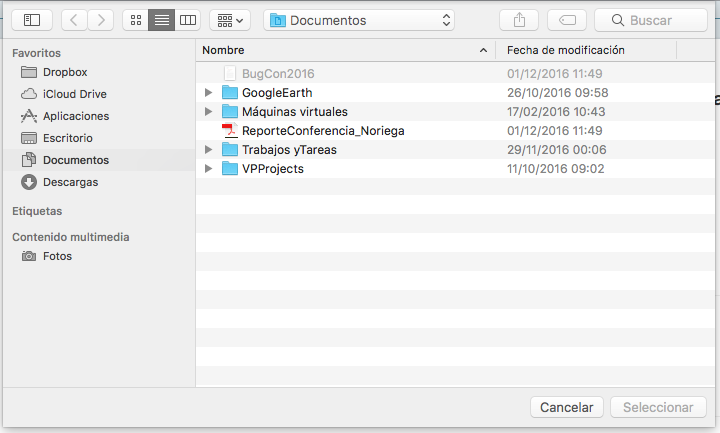 Documentos
Buscar
Favoritos
Dropbox
iCloud Drive
Aplicaciones
Escritorio
Documentos
Descargas
Etiquetas
Contenido multimedia
Fotos
Nombre Fecha de modificación
BugCon2016 01/12/2016 11:49
GoogleEarth 26/10/2016 09:58
Máquinas virtuales 17/02/2016 10:43
ReporteConferencia_Noriega 01/12/2016 11:49
Trabajos yTareas 29/11/2016 00:06
VPProjects 11/10/2016 09:02
Cancelar Seleccionar